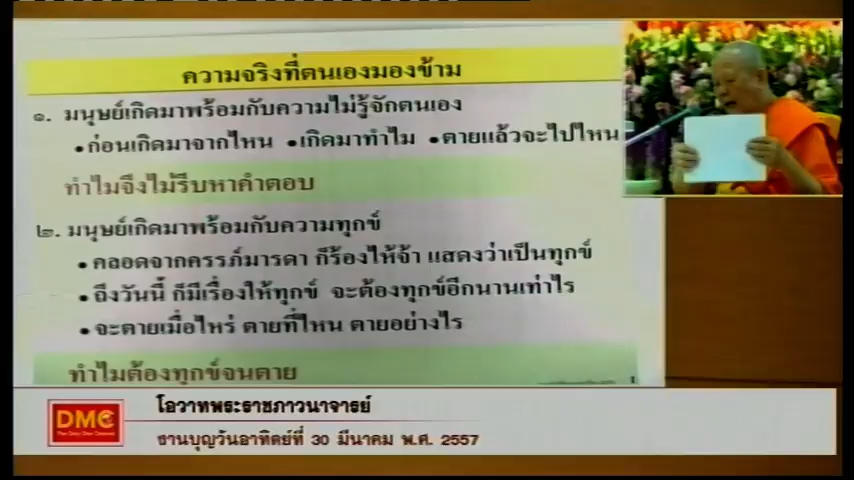 ความจริงที่ตนเองมองข้าม
๑. มนุษย์เกิดมาพร้อมกับความไม่รู้จักตนเอง
•ก่อนเกิดมาจากไหน •เกิดมาทำไม •ตายแล้วจะไปไหน
ทำไมจึงไม่รีบหาคำตอบ
๒. มนุษย์เกิดมาพร้อมกับความทุกข์
• คลอดจากครรภ์มารดา ก็ร้องไห้จ้า แสดงว่าเป็นทุกข์
• ถึงวันนี้ ก็มีเรื่องให้ทุกข์ จะต้องทุกข์อีกนานเท่าไร
• จะตายเมื่อไหร่ ตายที่ไหน ตายอย่างไร
ทำไมต้องทุกข์จนตาย
1
DMC
โอวาทพระราชภาวนาจารย์
งานบุญวันอาทิตย์ที่ 30 มีนาคม พ.ศ. 2557